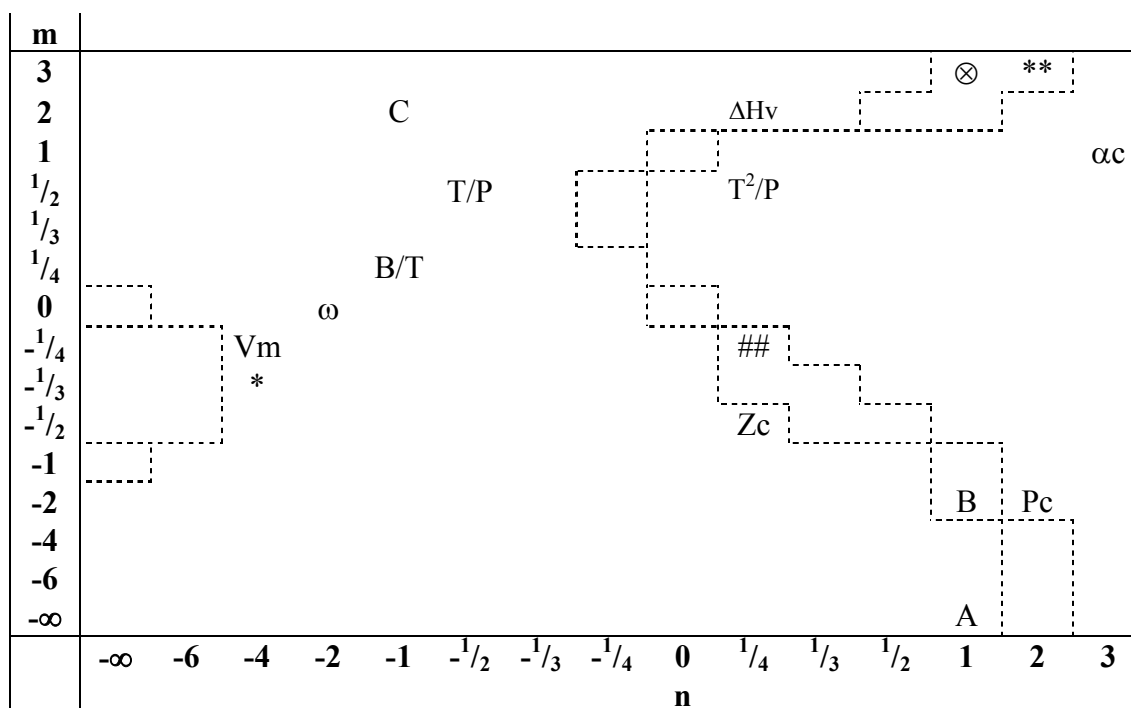 m
3 ⊗ **
2 C ΔHv
1 αc
1/2 T/P T²/P
1/3
1/4 B/T
0 ω
-1/4 Vm ##
-1/3 *
-1/2 Zc
-1
-2 B Pc
-4
-6
-∞ A
-∞ -6 -4 -2 -1 -1/2 -1/3 -1/4 0 1/4 1/3 1/2 1 2 3
n